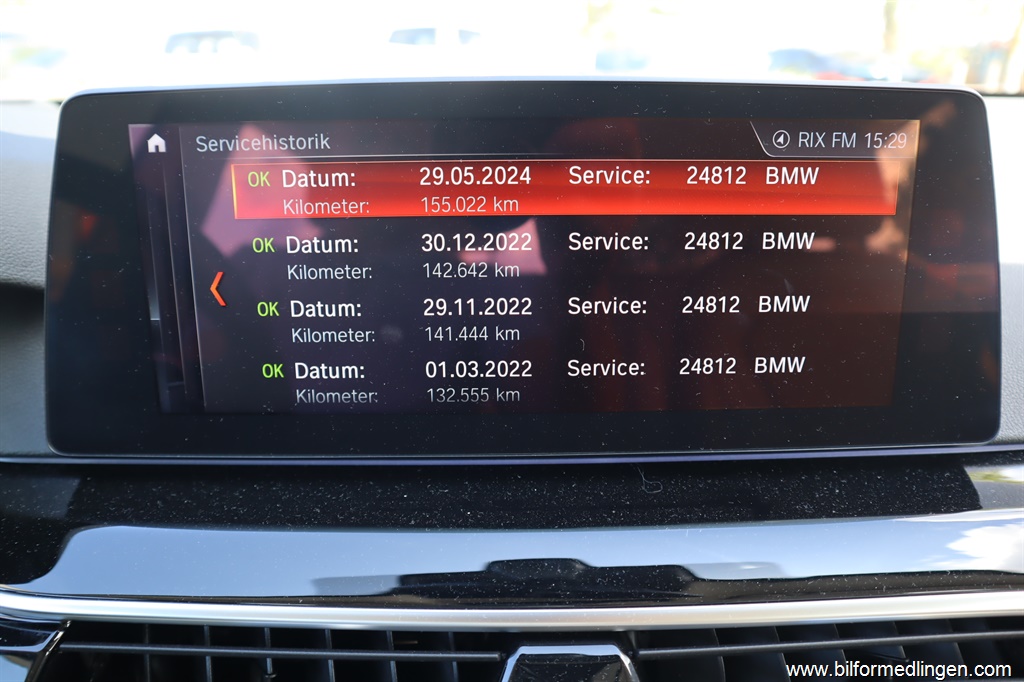 Servicehistorik RIX FM 15:29
OK Datum: 29.05.2024 Service: 24812 BMW
Kilometer: 155.022 km
OK Datum: 30.12.2022 Service: 24812 BMW
Kilometer: 142.642 km
OK Datum: 29.11.2022 Service: 24812 BMW
Kilometer: 141.444 km
OK Datum: 01.03.2022 Service: 24812 BMW
Kilometer: 132.555 km
www.bilformedlingen.com